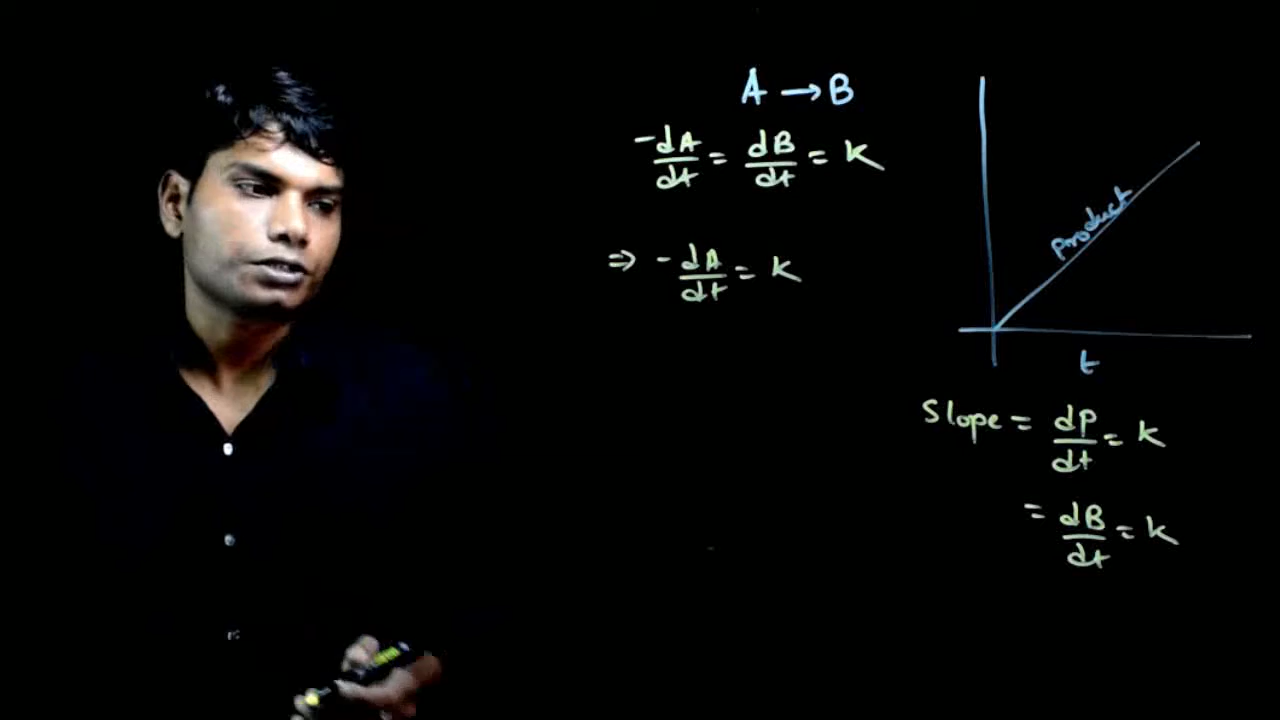 A → B
-dA/dt = dB/dt = k
⇒ -dA/dt = k
Product
t
Slope = dP/dt = k
= dB/dt = k